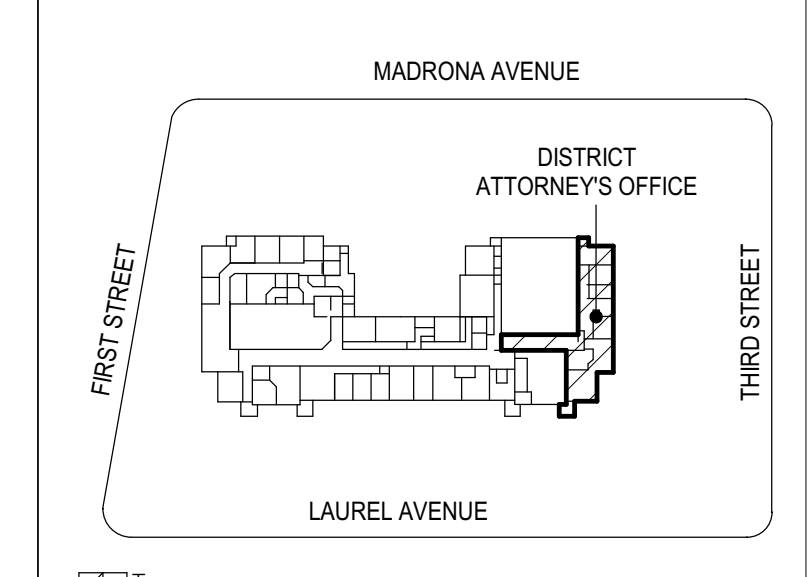 MADRONA AVENUE
DISTRICT
ATTORNEY'S OFFICE
FIRST STREET
THIRD STREET
LAUREL AVENUE